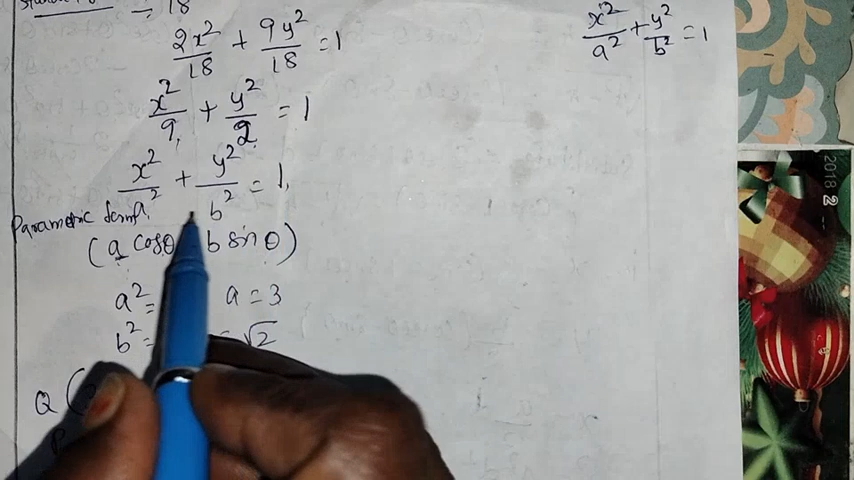 ÷ 18
2x²/18 + 9y²/18 = 1
x²/9 + y²/2 = 1
x²/a² + y²/b² = 1
Parametric form
(a cosθ b sin θ)
a² = a = 3
b² = = √2
Q (
x²/a² + y²/b² = 1
2018 2